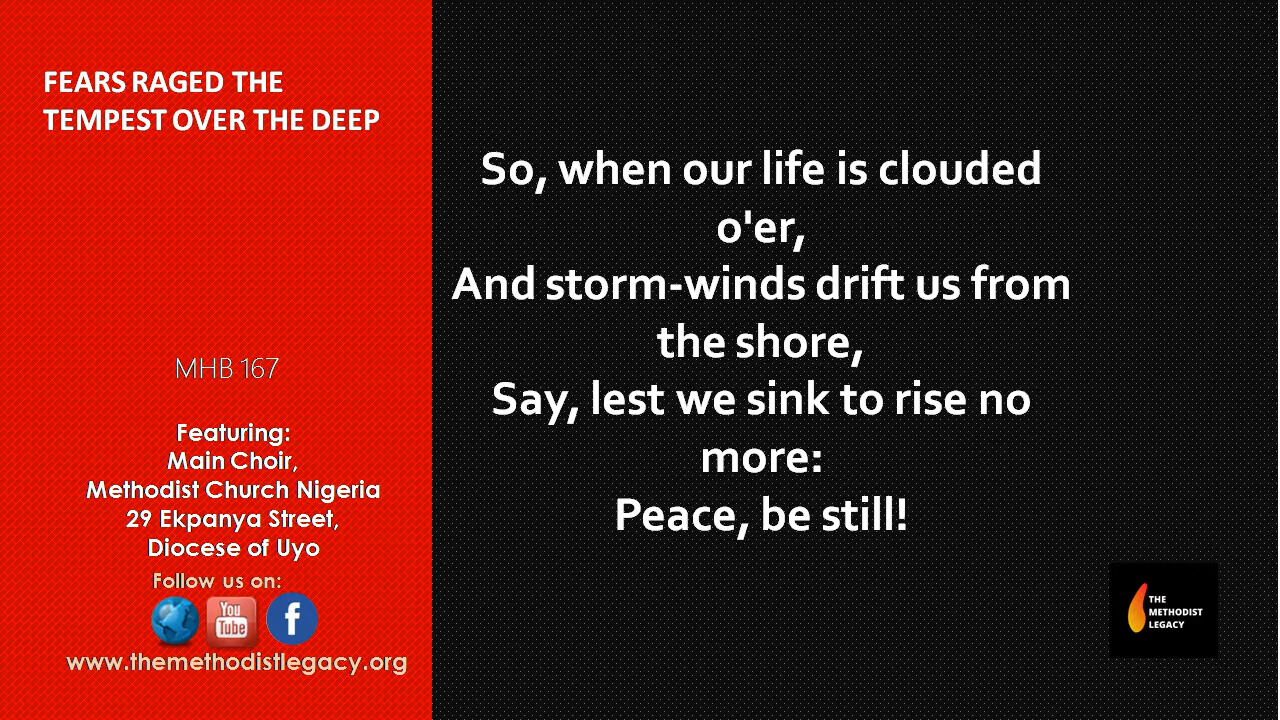 FEARS RAGED THE
TEMPEST OVER THE DEEP
MHB 167
Featuring:
Main Choir,
Methodist Church Nigeria
29 Ekpanya Street,
Diocese of Uyo
Follow us on:
You
Tube
f
www.themethodistlegacy.org
So, when our life is clouded
o'er,
And storm-winds drift us from
the shore,
Say, lest we sink to rise no
more:
Peace, be still!
THE
METHODIST
LEGACY